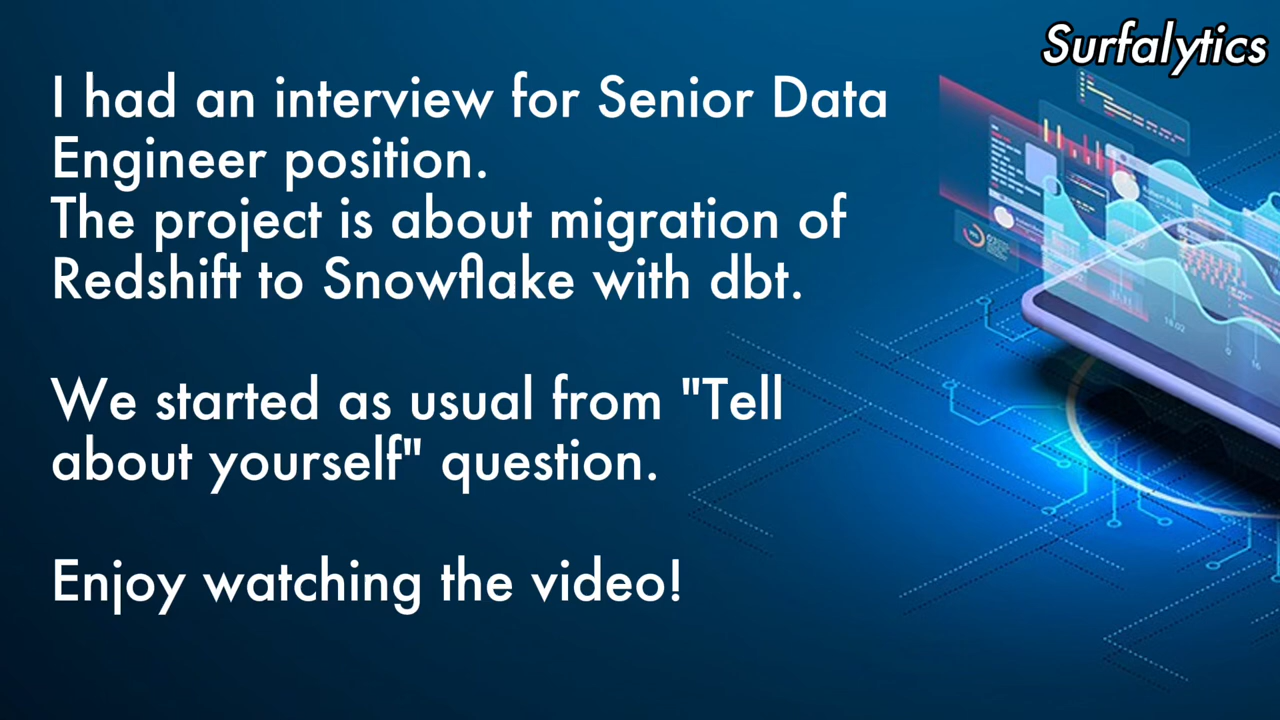 Surfalytics
I had an interview for Senior Data
Engineer position.
The project is about migration of
Redshift to Snowflake with dbt.
We started as usual from "Tell
about yourself" question.
Enjoy watching the video!